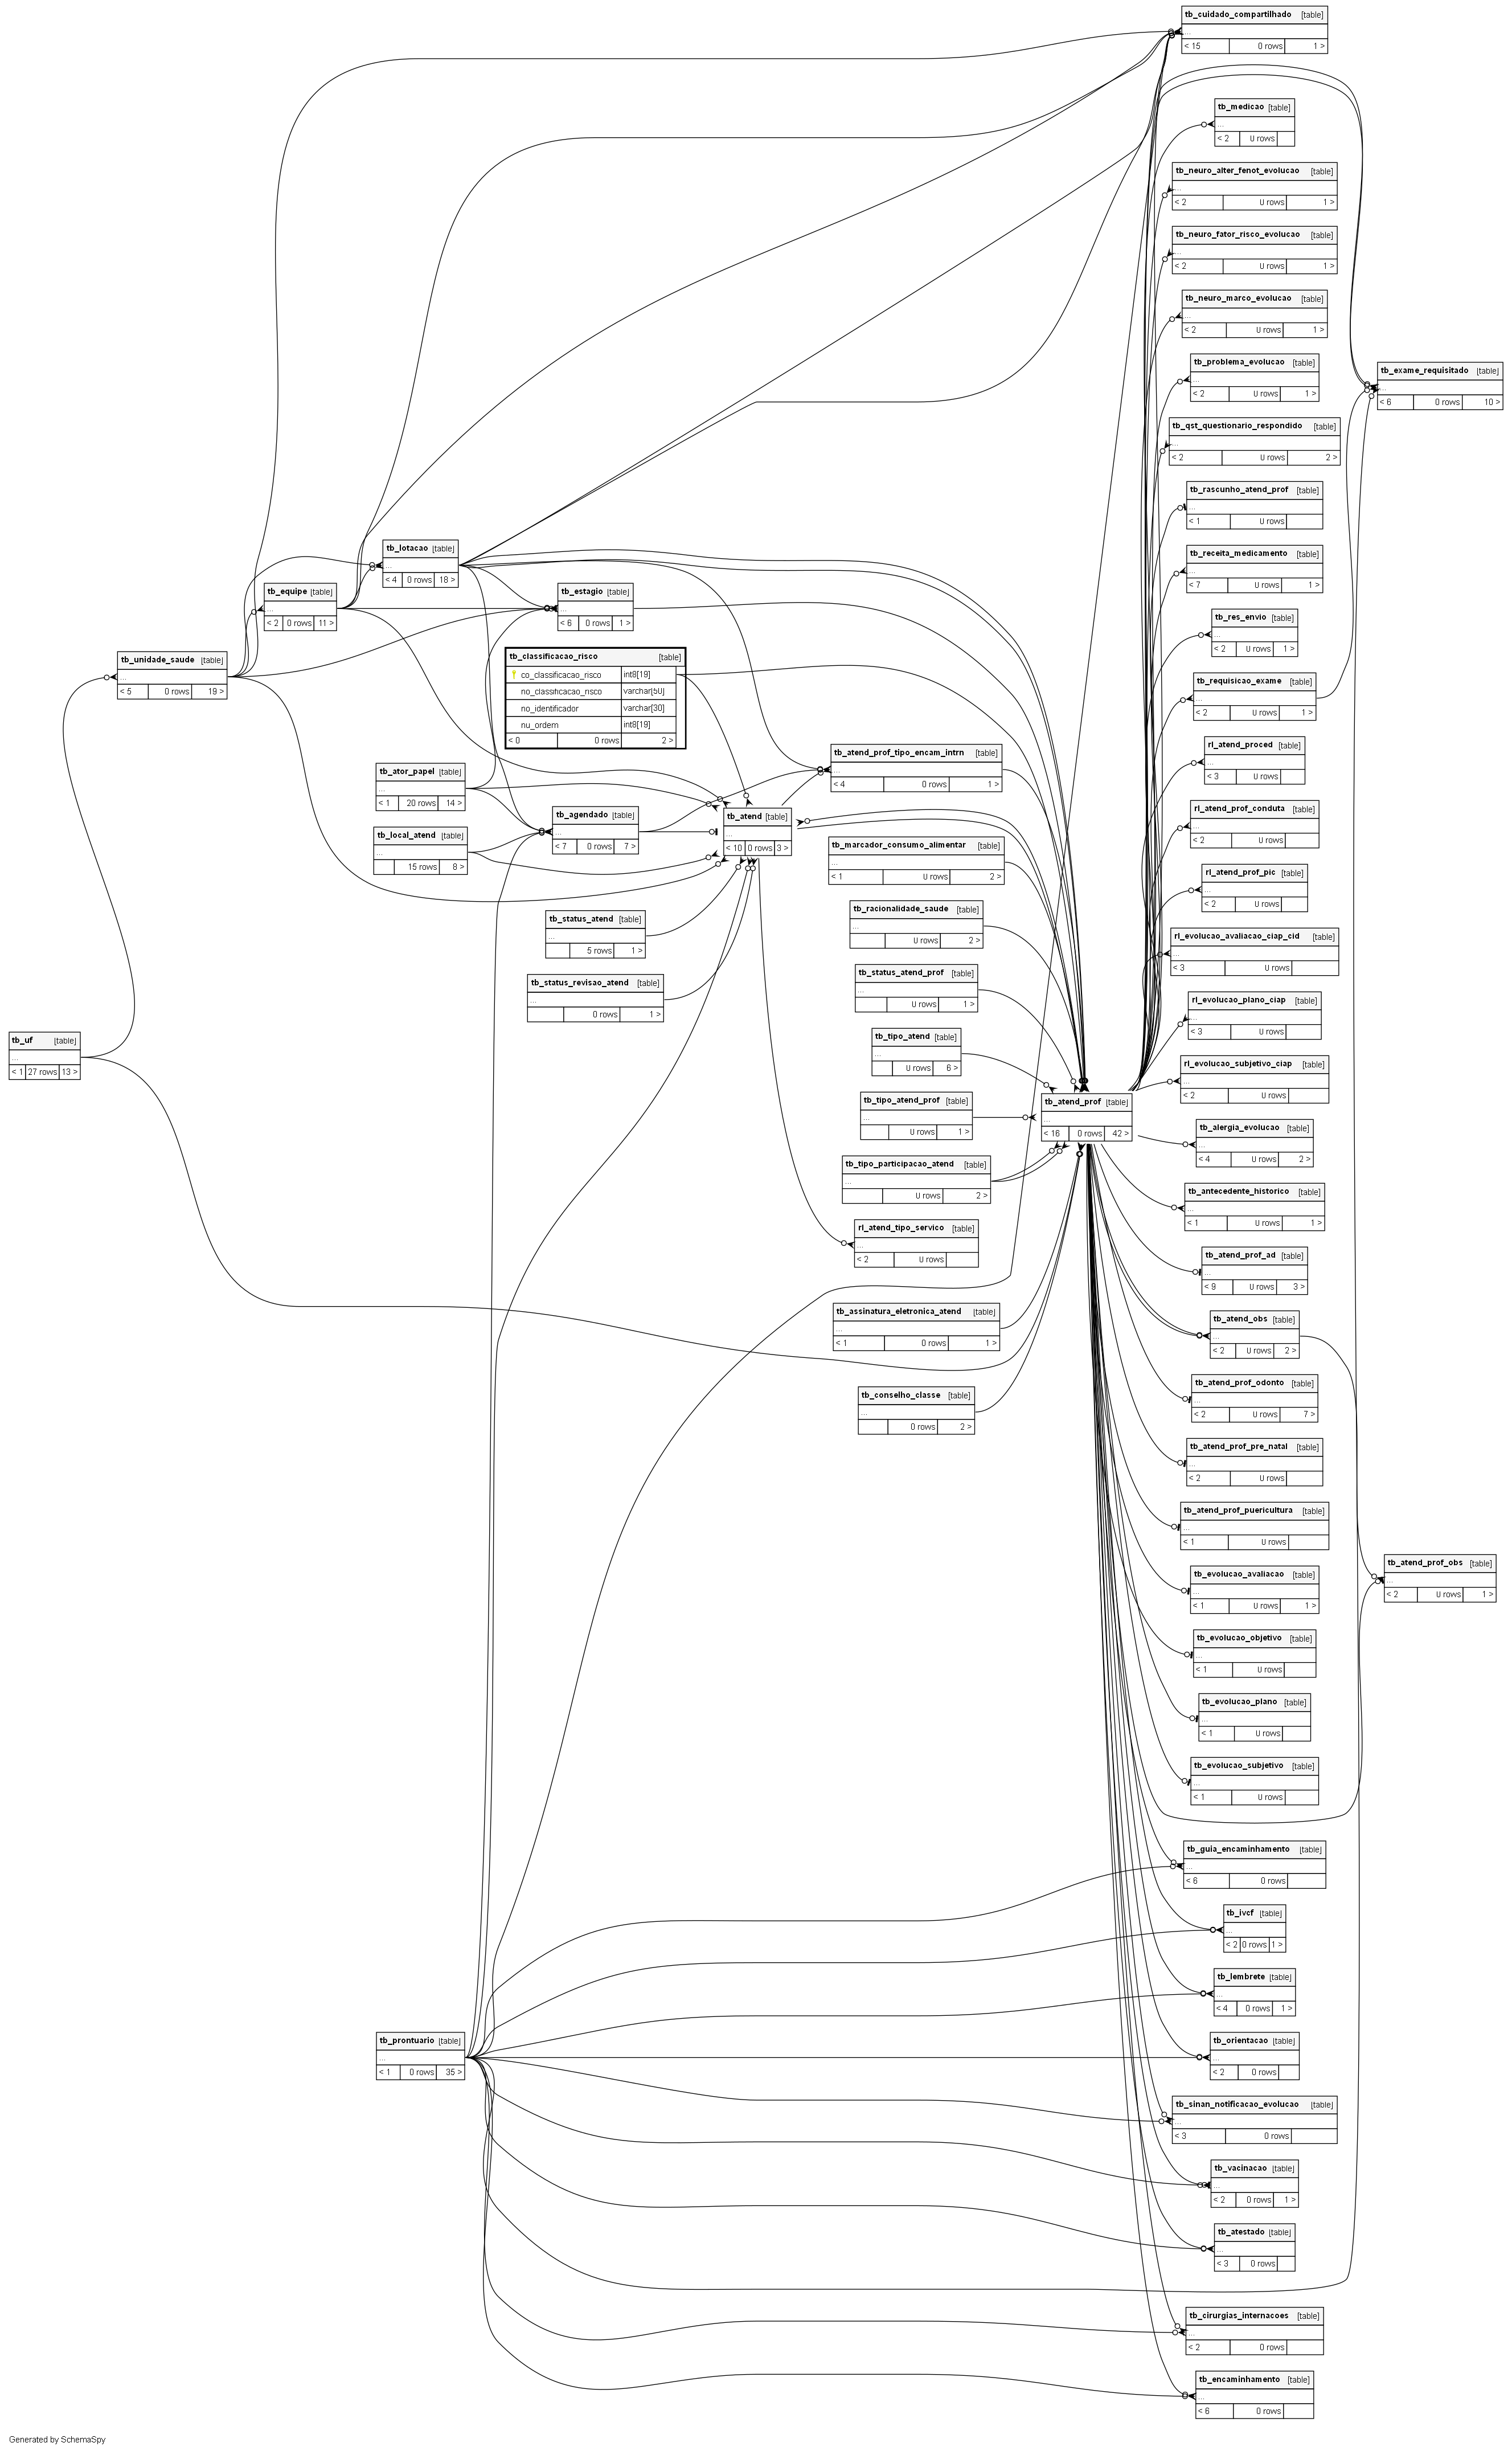 tb_cuidado_compartilhado [table]
...
< 15 0 rows 1 >
tb_medicao [table]
...
< 2 0 rows
tb_neuro_alter_fenot_evolucao [table]
...
< 2 0 rows 1 >
tb_neuro_fator_risco_evolucao [table]
...
< 2 0 rows 1 >
tb_neuro_marco_evolucao [table]
...
< 2 0 rows 1 >
tb_problema_evolucao [table]
...
< 2 0 rows 1 >
tb_exame_requisitado [table]
...
< 6 0 rows 10 >
tb_qst_questionario_respondido [table]
...
< 2 0 rows 2 >
tb_rascunho_atend_prof [table]
...
< 1 0 rows
tb_lotacao [table]
...
< 4 0 rows 18 >
tb_receita_medicamento [table]
...
< 7 0 rows 1 >
tb_equipe [table]
...
< 2 0 rows 11 >
tb_estagio [table]
...
< 6 0 rows 1 >
tb_res_envio [table]
...
< 2 0 rows 1 >
tb_unidade_saude [table]
...
< 5 0 rows 19 >
tb_classificacao_risco [table]
co_classificacao_risco int8[19]
no_classificacao_risco varchar[50]
no_identificador varchar[30]
nu_ordem int8[19]
< 0 0 rows 2 >
tb_requisicao_exame [table]
...
< 2 0 rows 1 >
tb_atend_prof_tipo_encam_intrn [table]
...
< 4 0 rows 1 >
rl_atend_proced [table]
...
< 3 0 rows
tb_ator_papel [table]
...
< 1 20 rows 14 >
tb_agendado [table]
...
< 7 0 rows 7 >
tb_atend [table]
...
< 10 0 rows 3 >
rl_atend_prof_conduta [table]
...
< 2 0 rows
tb_local_atend [table]
...
15 rows 8 >
tb_marcador_consumo_alimentar [table]
...
< 1 0 rows 2 >
rl_atend_prof_pic [table]
...
< 2 0 rows
tb_status_atend [table]
...
5 rows 1 >
tb_racionalidade_saude [table]
...
0 rows 2 >
rl_evolucao_avaliacao_ciap_cid [table]
...
< 3 0 rows
tb_status_revisao_atend [table]
...
0 rows 1 >
tb_status_atend_prof [table]
...
0 rows 1 >
rl_evolucao_plano_ciap [table]
...
< 3 0 rows
tb_uf [table]
...
< 1 27 rows 13 >
tb_tipo_atend [table]
...
0 rows 6 >
rl_evolucao_subjetivo_ciap [table]
...
< 2 0 rows
tb_tipo_atend_prof [table]
...
0 rows 1 >
tb_atend_prof [table]
...
< 16 0 rows 42 >
tb_alergia_evolucao [table]
...
< 4 0 rows 2 >
tb_tipo_participacao_atend [table]
...
0 rows 2 >
tb_antecedente_historico [table]
...
< 1 0 rows 1 >
rl_atend_tipo_servico [table]
...
< 2 0 rows
tb_atend_prof_ad [table]
...
< 9 0 rows 3 >
tb_assinatura_eletronica_atend [table]
...
< 1 0 rows 1 >
tb_atend_obs [table]
...
< 2 0 rows 2 >
tb_conselho_classe [table]
...
0 rows 2 >
tb_atend_prof_odonto [table]
...
< 2 0 rows 7 >
tb_atend_prof_pre_natal [table]
...
< 2 0 rows
tb_atend_prof_puericultura [table]
...
< 1 0 rows
tb_atend_prof_obs [table]
...
< 2 0 rows 1 >
tb_evolucao_avaliacao [table]
...
< 1 0 rows 1 >
tb_evolucao_objetivo [table]
...
< 1 0 rows
tb_evolucao_plano [table]
...
< 1 0 rows
tb_evolucao_subjetivo [table]
...
< 1 0 rows
tb_guia_encaminhamento [table]
...
< 6 0 rows
tb_ivcf [table]
...
< 2 0 rows 1 >
tb_lembrete [table]
...
< 4 0 rows 1 >
tb_prontuario [table]
...
< 1 0 rows 35 >
tb_orientacao [table]
...
< 2 0 rows
tb_sinan_notificacao_evolucao [table]
...
< 3 0 rows
tb_vacinacao [table]
...
< 2 0 rows 1 >
tb_atestado [table]
...
< 3 0 rows
tb_cirurgias_internacoes [table]
...
< 2 0 rows
tb_encaminhamento [table]
...
< 6 0 rows
Generated by SchemaSpy